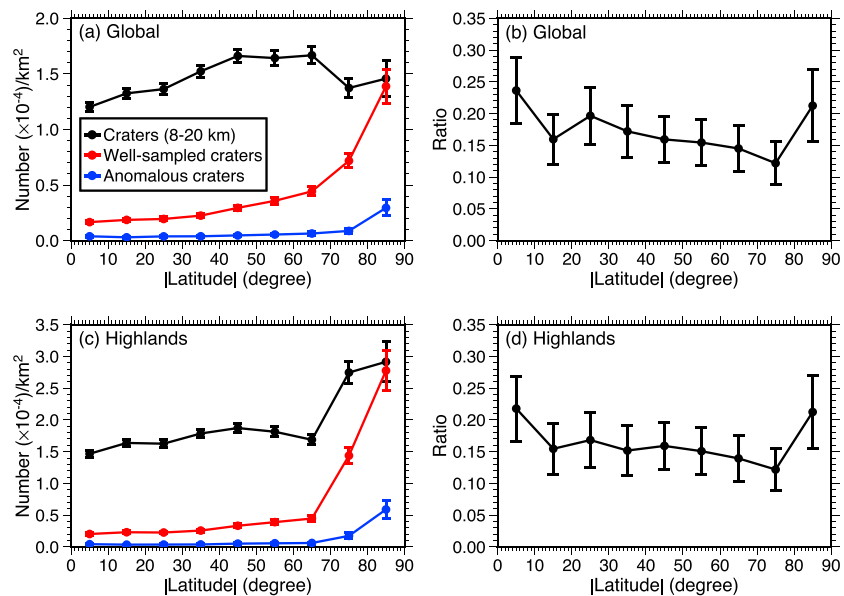 (a) Global
Number (×10⁻⁴)/km²
2.0
1.5
1.0
0.5
0.0
Craters (8-20 km)
Well-sampled craters
Anomalous craters
0 10 20 30 40 50 60 70 80 90
|Latitude| (degree)
(b) Global
Ratio
0.35
0.30
0.25
0.20
0.15
0.10
0.05
0.00
0 10 20 30 40 50 60 70 80 90
|Latitude| (degree)
(c) Highlands
Number (×10⁻⁴)/km²
3.5
3.0
2.5
2.0
1.5
1.0
0.5
0.0
0 10 20 30 40 50 60 70 80 90
|Latitude| (degree)
(d) Highlands
Ratio
0.35
0.30
0.25
0.20
0.15
0.10
0.05
0.00
0 10 20 30 40 50 60 70 80 90
|Latitude| (degree)